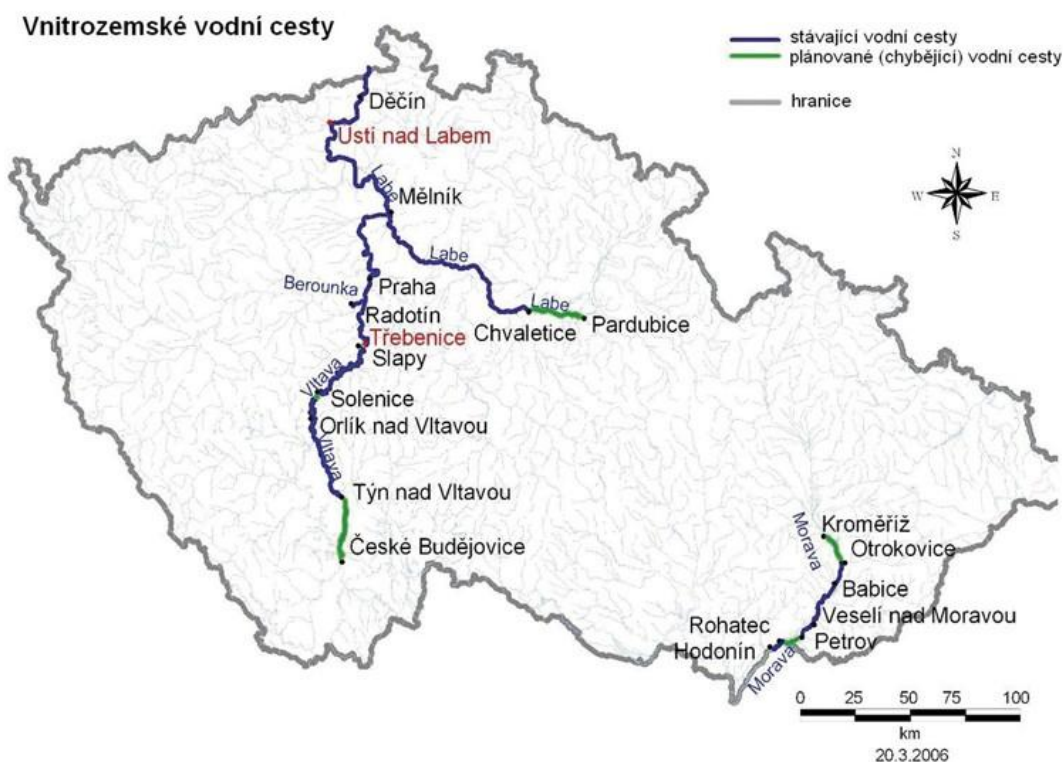 Vnitrozemské vodní cesty
stávající vodní cesty
plánované (chybějící) vodní cesty
hranice
N
W E
S
Děčín
Ústí nad Labem
Labe
Mělník
Labe
Berounka
Praha
Labe
Radotín
Chvaletice
Pardubice
Třebenice
Slapy
Vltava
Solenice
Orlík nad Vltavou
Vltava
Týn nad Vltavou
České Budějovice
Kroměříž
Morava
Otrokovice
Babice
Veselí nad Moravou
Rohatec
Petrov
Hodonín
Morava
0 25 50 75 100
km
20.3.2006